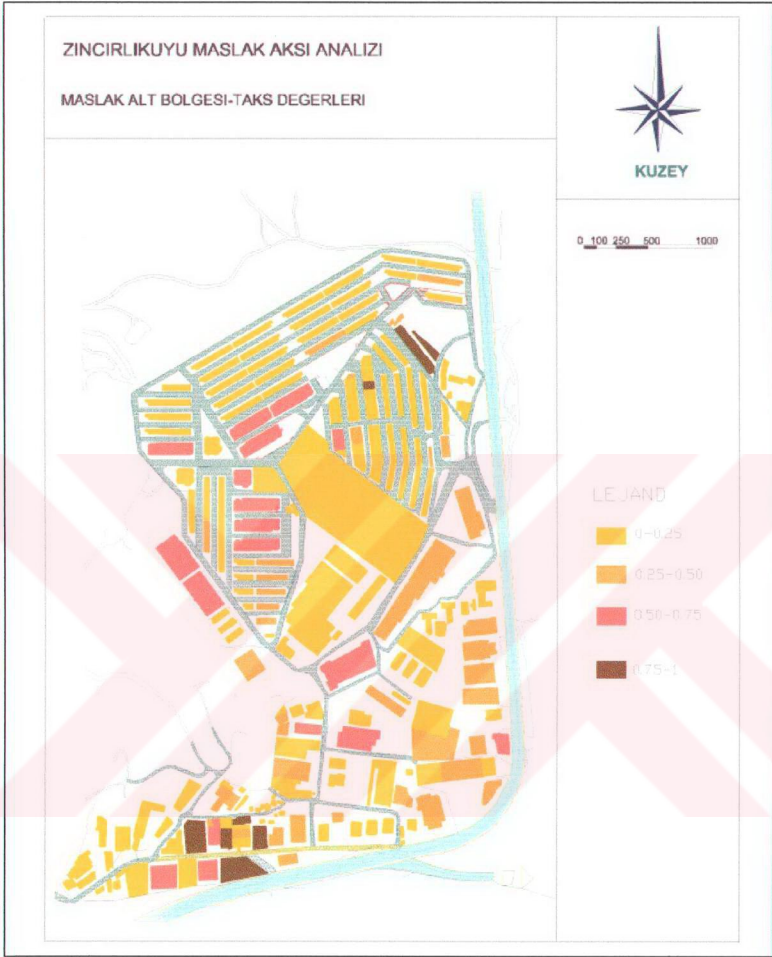 ZINCIRLIKUYU MASLAK AKSI ANALIZI
MASLAK ALT BOLGESI-TAKS DEGERLERI
KUZEY
0 100 250 500 1000
LEJAND
0-0.25
0.25-0.50
0.50-0.75
0.75-1